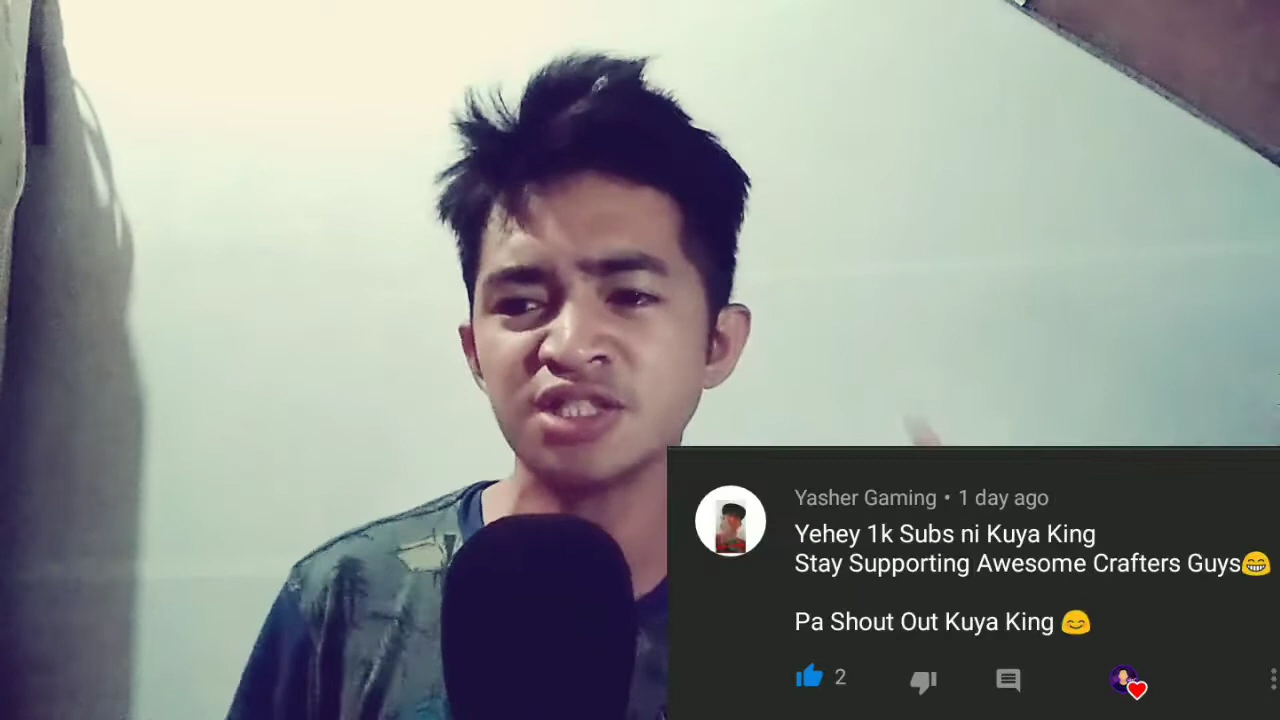 Yasher Gaming • 1 day ago
Yehey 1k Subs ni Kuya King
Stay Supporting Awesome Crafters Guys😁
Pa Shout Out Kuya King 😊
2